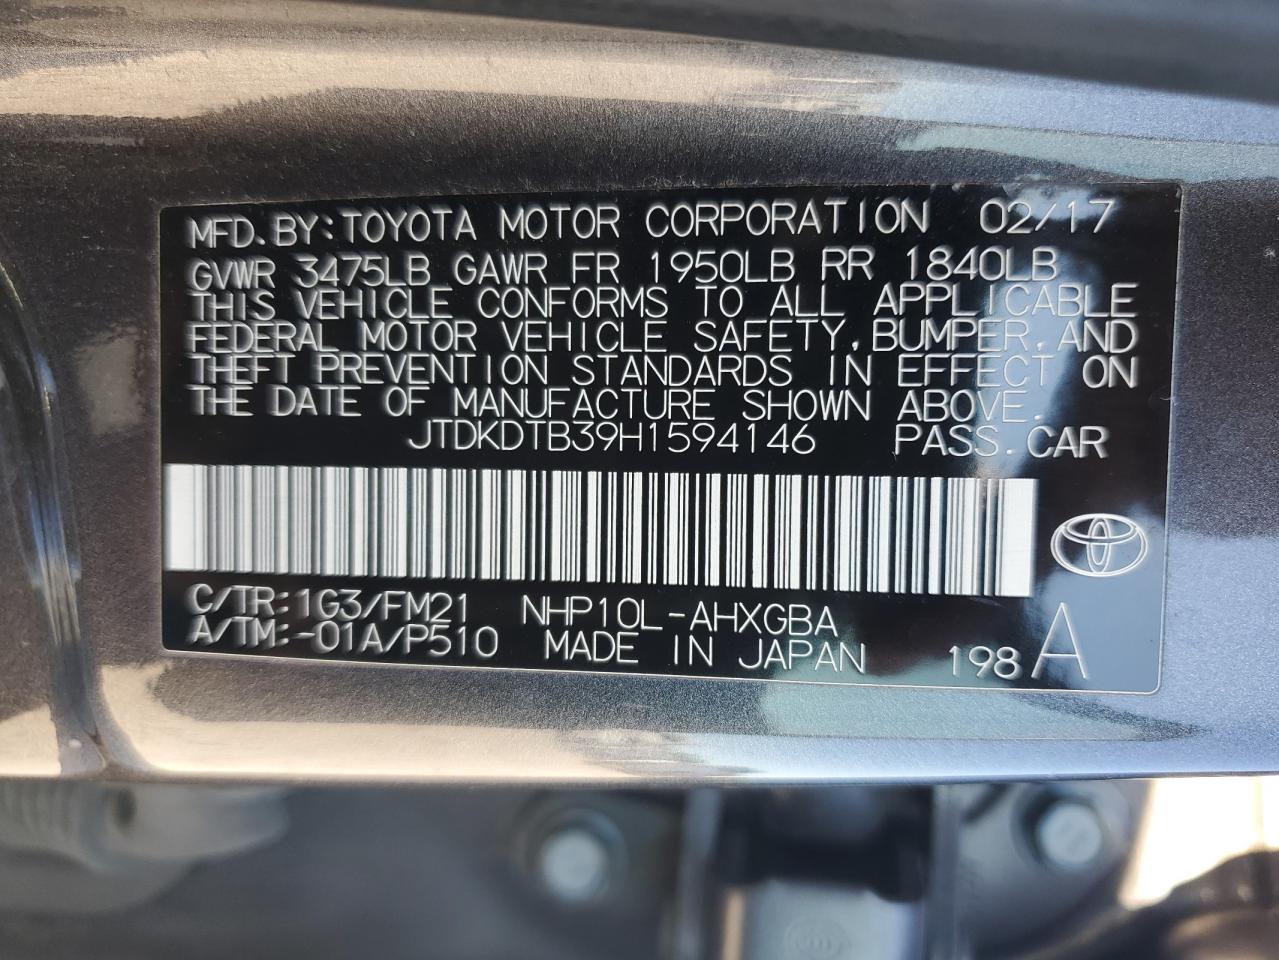 MFD.BY:TOYOTA MOTOR CORPORATION 02/17
GVWR 3475LB GAWR FR 1950LB RR 1840LB
THIS VEHICLE CONFORMS TO ALL APPLICABLE
FEDERAL MOTOR VEHICLE SAFETY,BUMPER,AND
THEFT PREVENTION STANDARDS IN EFFECT ON
THE DATE OF MANUFACTURE SHOWN ABOVE.
JTDKDTB39H1594146 PASS.CAR
C/TR:1G3/FM21 NHP10L-AHXGBA
A/TM:-01A/P510 MADE IN JAPAN 198 A